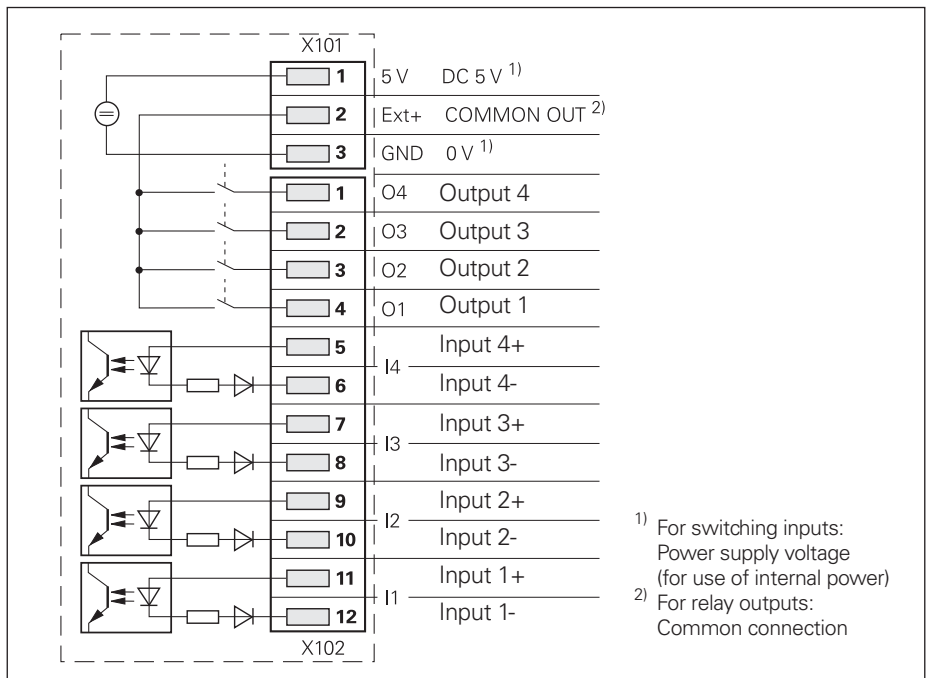 X101
1 5 V DC 5 V 1)
2 Ext+ COMMON OUT 2)
3 GND 0 V 1)
1 O4 Output 4
2 O3 Output 3
3 O2 Output 2
4 O1 Output 1
5 Input 4+
I4
6 Input 4-
7 Input 3+
I3
8 Input 3-
9 Input 2+
I2
10 Input 2-
11 Input 1+
I1
12 Input 1-
X102
1) For switching inputs:
Power supply voltage
(for use of internal power)
2) For relay outputs:
Common connection